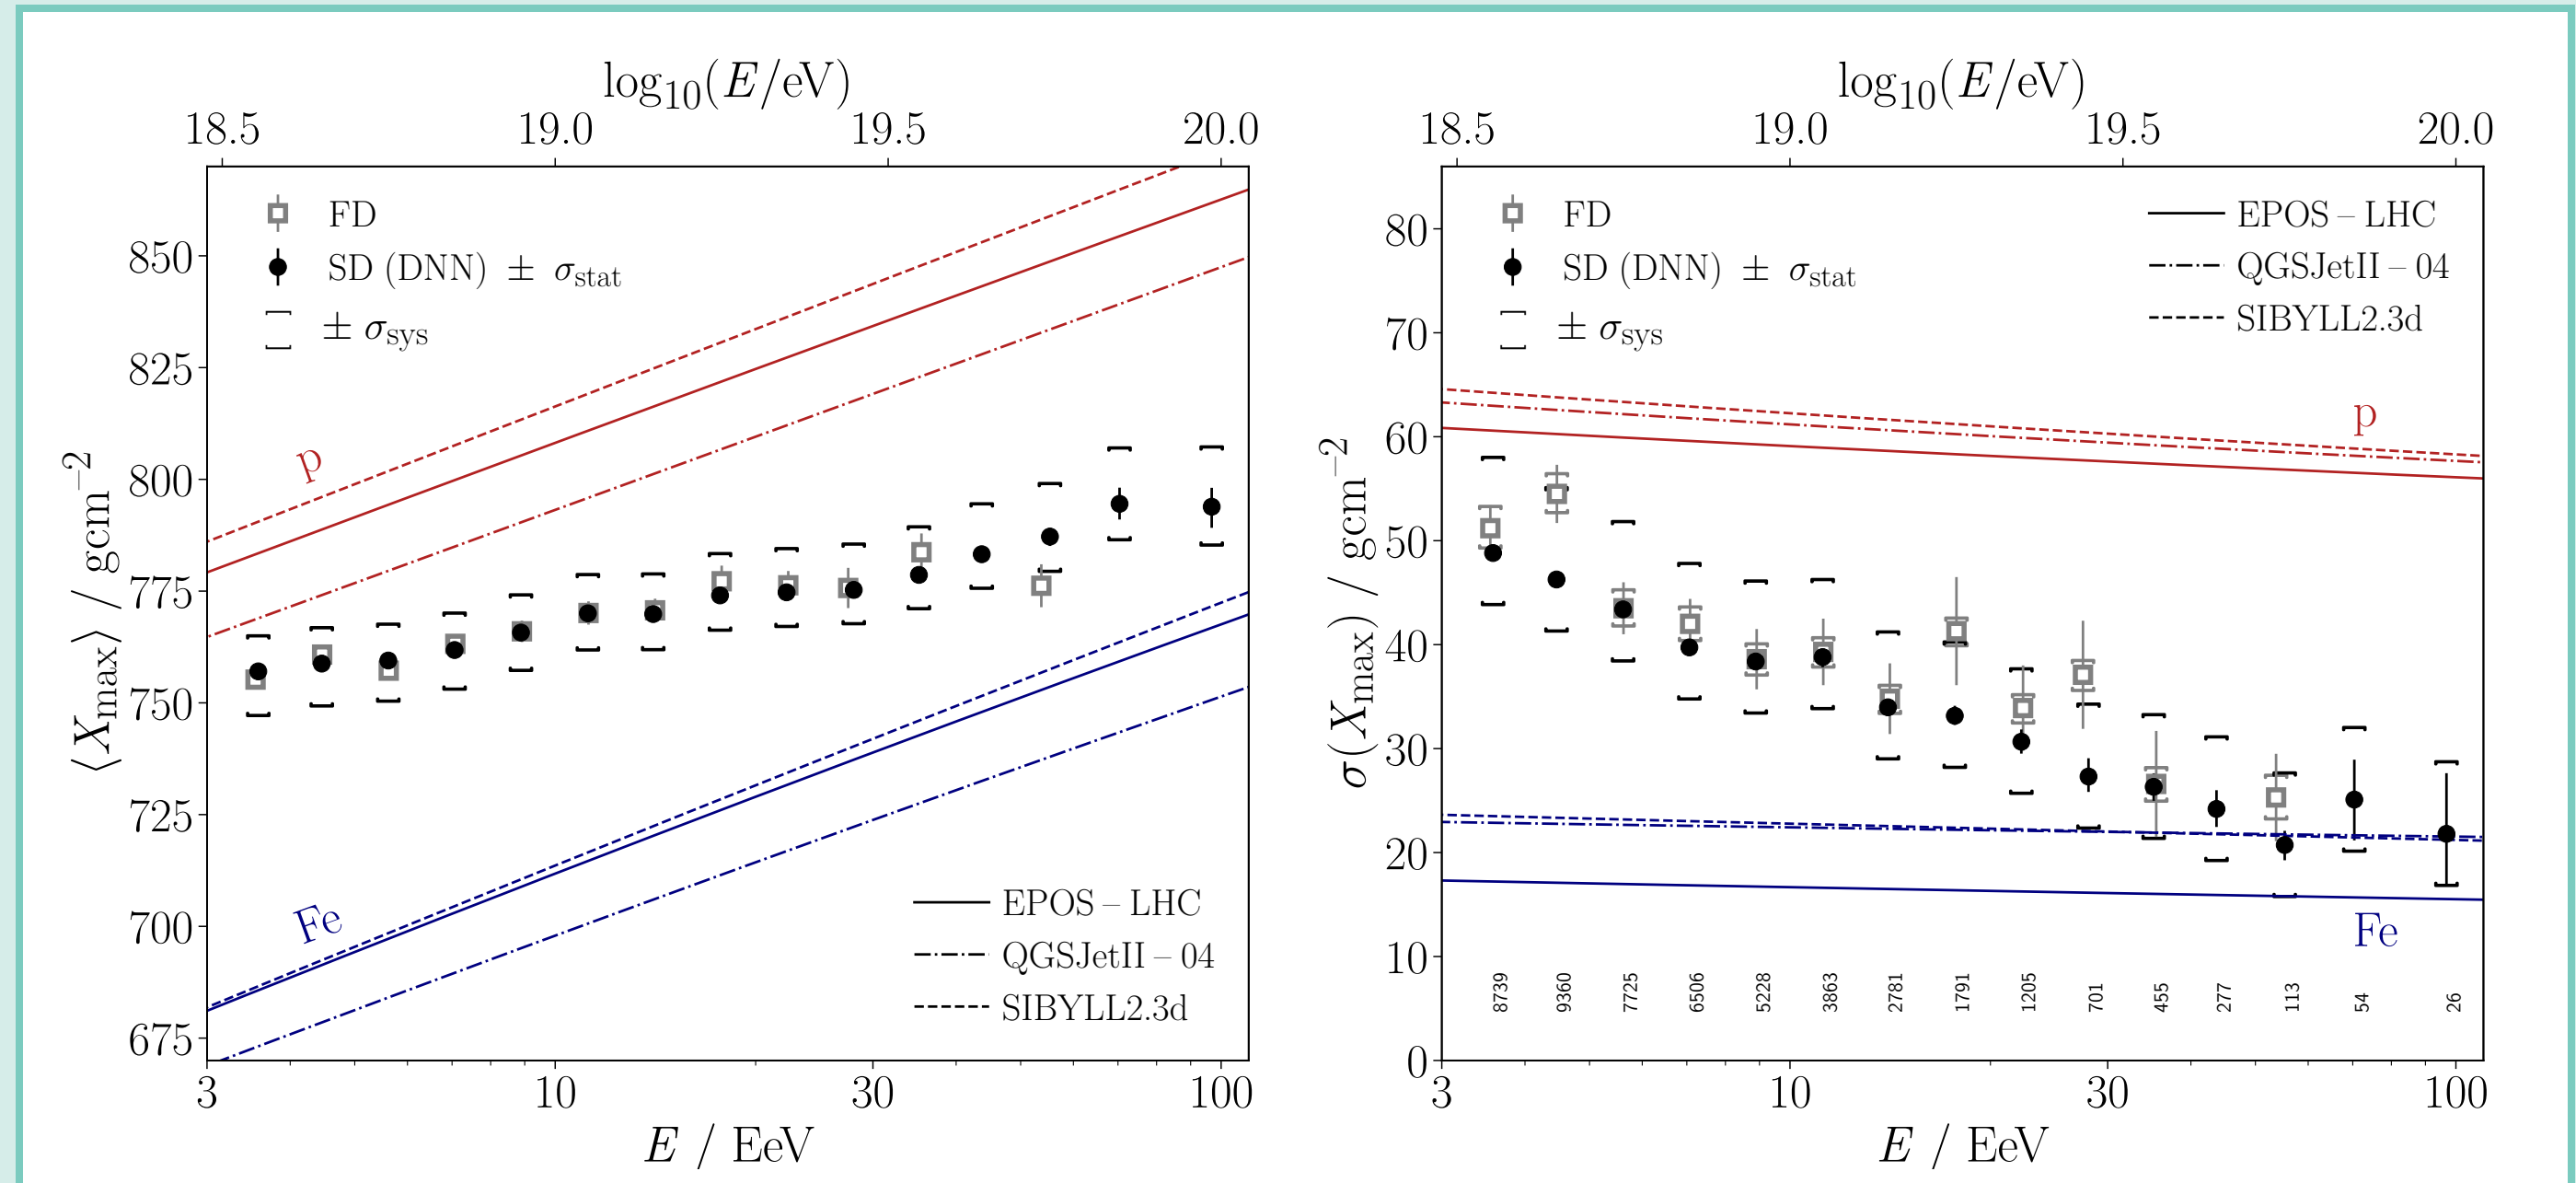 log₁₀(E/eV)
18.5 19.0 19.5 20.0
FD
SD (DNN) ± σstat
[ ] ± σsys
850
825
800
775
750
725
700
675
⟨Xmax⟩ / gcm⁻²
p
Fe
EPOS – LHC
QGSJetII – 04
SIBYLL2.3d
3 10 30 100
E / EeV
log₁₀(E/eV)
18.5 19.0 19.5 20.0
FD
SD (DNN) ± σstat
[ ] ± σsys
EPOS – LHC
QGSJetII – 04
SIBYLL2.3d
80
70
60
50
40
30
20
10
0
σ(Xmax) / gcm⁻²
p
Fe
8739 9360 7725 6506 5228 3863 2781 1791 1205 701 455 277 113 54 26
3 10 30 100
E / EeV